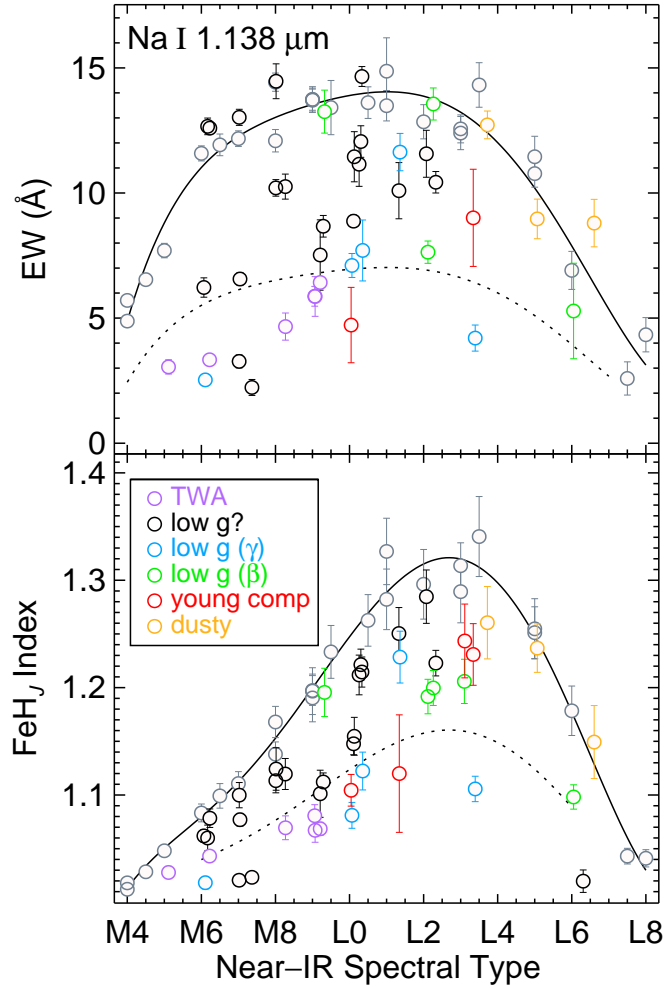 Na I 1.138 μm
15
10
5
0
EW (Å)
1.4
1.3
1.2
1.1
1.0
FeH_J Index
TWA
low g?
low g (γ)
low g (β)
young comp
dusty
M4 M6 M8 L0 L2 L4 L6 L8
Near–IR Spectral Type